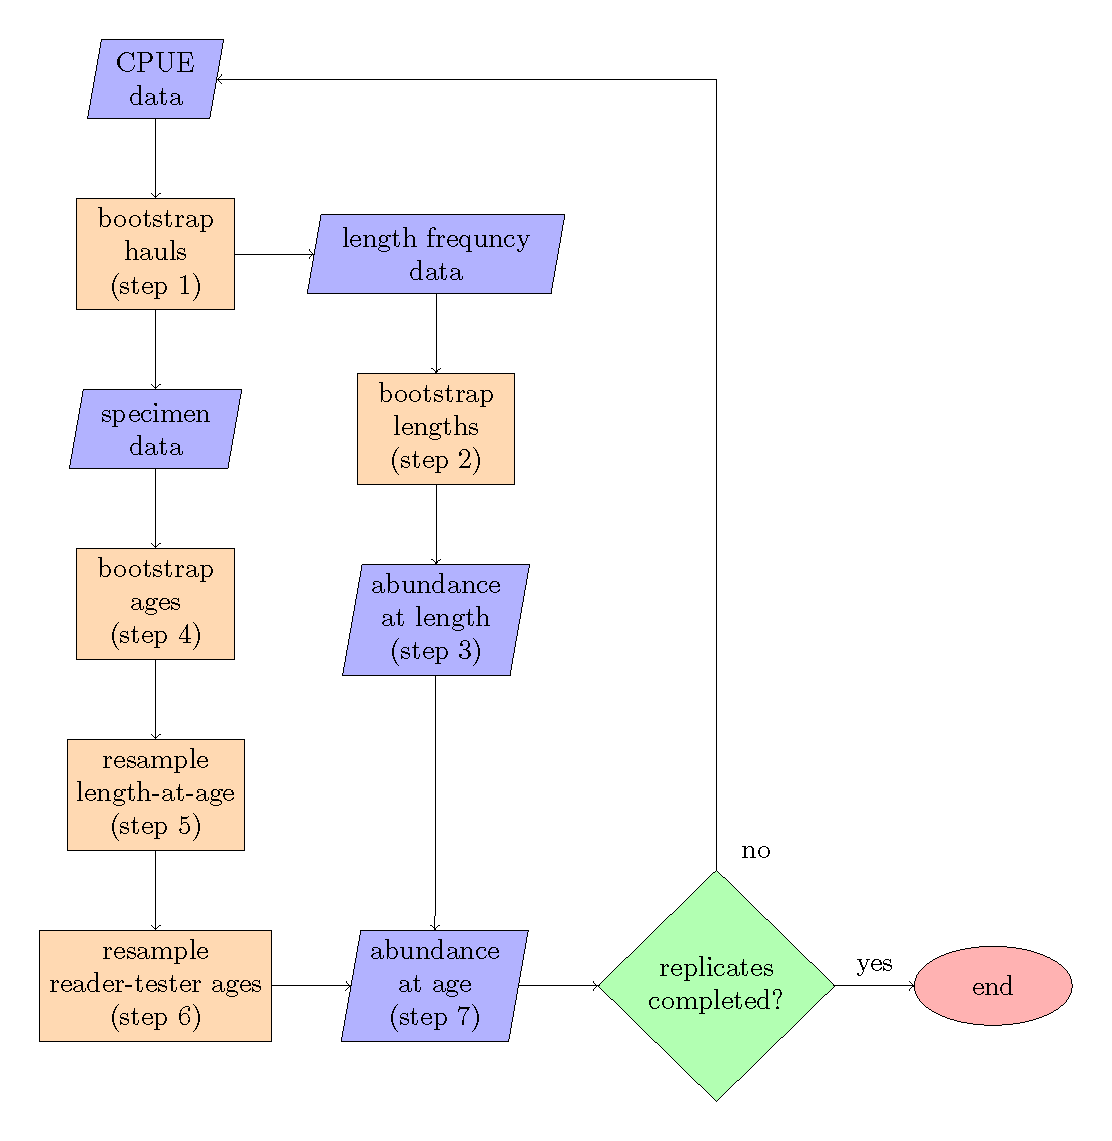 CPUE
data
bootstrap
hauls
(step 1)
length frequncy
data
specimen
data
bootstrap
lengths
(step 2)
bootstrap
ages
(step 4)
abundance
at length
(step 3)
resample
length-at-age
(step 5)
no
resample
reader-tester ages
(step 6)
abundance
at age
(step 7)
replicates
completed?
yes
end